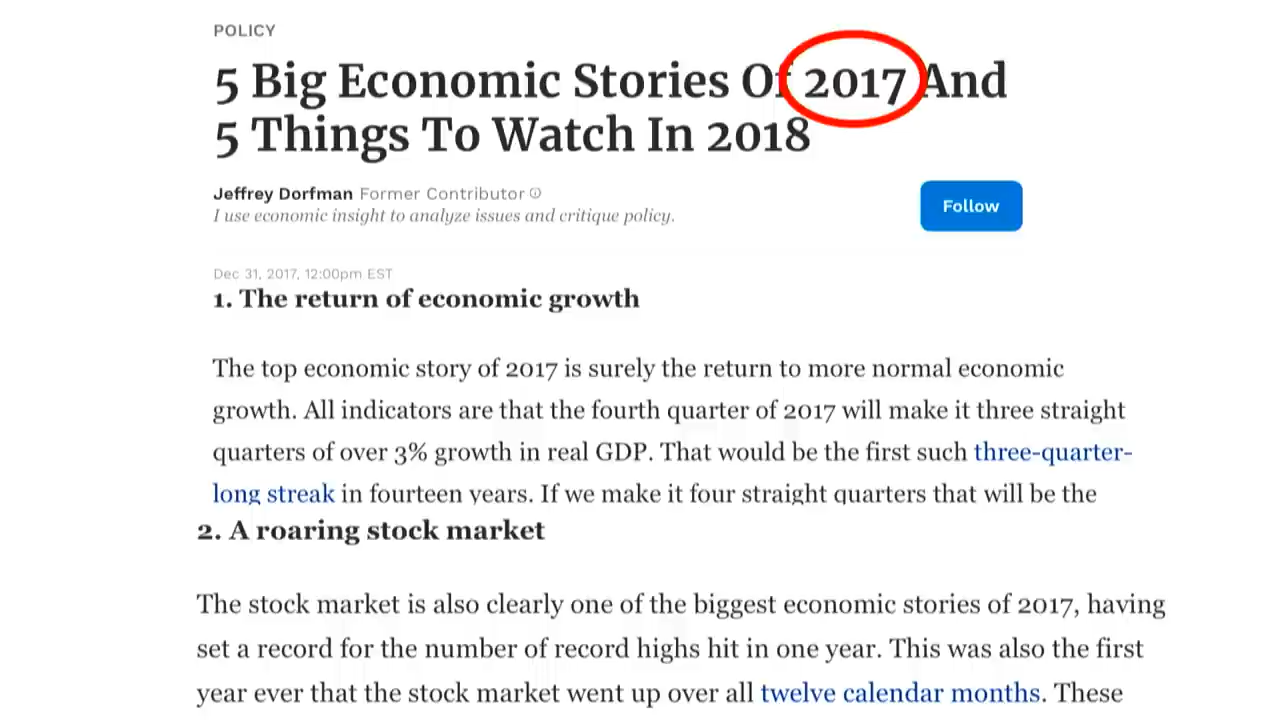 POLICY
5 Big Economic Stories Of 2017 And
5 Things To Watch In 2018
Jeffrey Dorfman Former Contributor
I use economic insight to analyze issues and critique policy.
Follow
Dec 31, 2017, 12:00pm EST
1. The return of economic growth
The top economic story of 2017 is surely the return to more normal economic
growth. All indicators are that the fourth quarter of 2017 will make it three straight
quarters of over 3% growth in real GDP. That would be the first such three-quarter-
long streak in fourteen years. If we make it four straight quarters that will be the
2. A roaring stock market
The stock market is also clearly one of the biggest economic stories of 2017, having
set a record for the number of record highs hit in one year. This was also the first
year ever that the stock market went up over all twelve calendar months. These